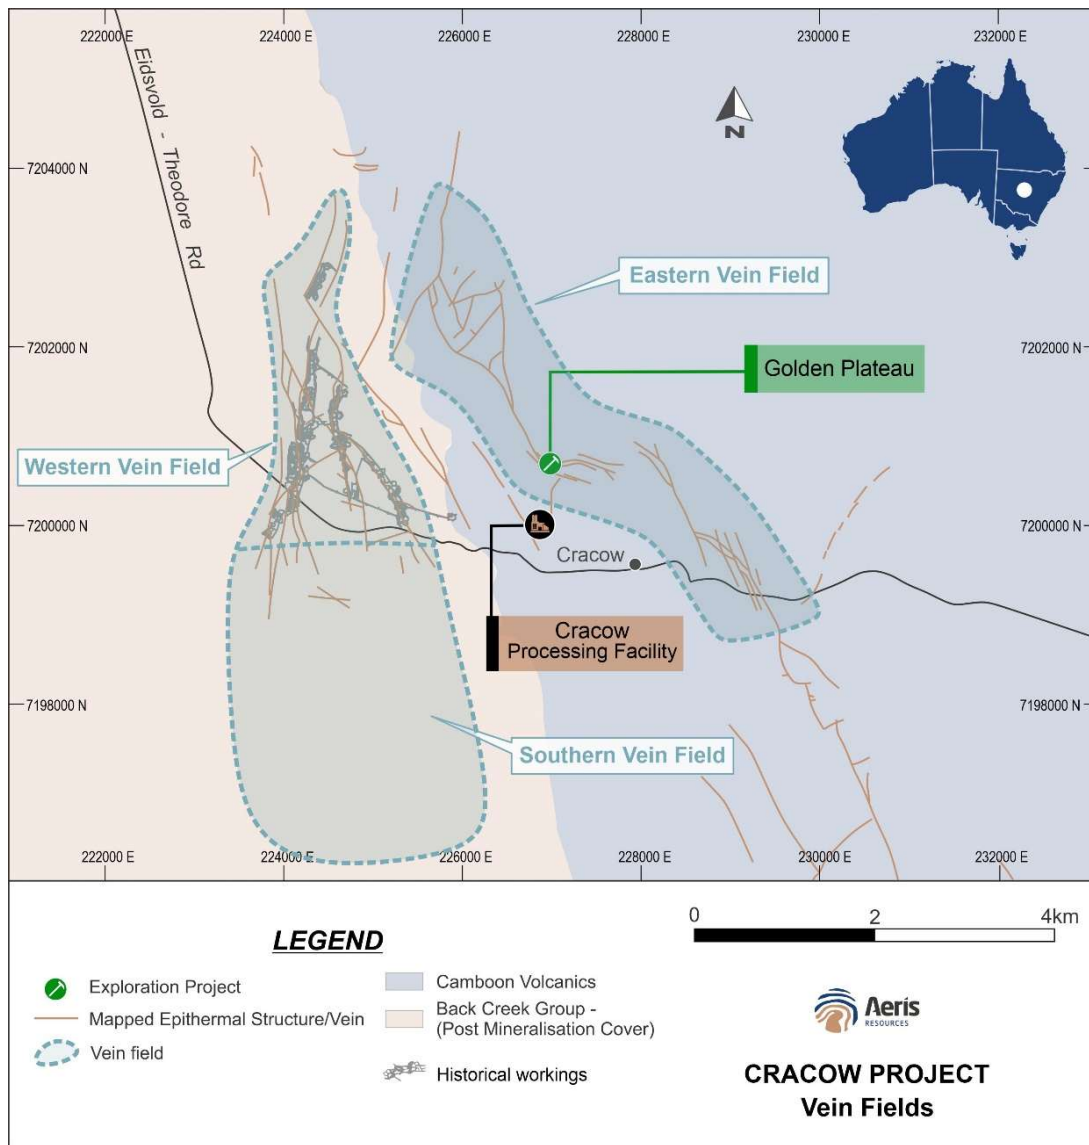 222000 E
224000 E
226000 E
228000 E
230000 E
232000 E
Eidsvold - Theodore Rd
N
7204000 N
7204000 N
Eastern Vein Field
7202000 N
7202000 N
Golden Plateau
Western Vein Field
7200000 N
7200000 N
Cracow
Cracow
Processing Facility
7198000 N
7198000 N
Southern Vein Field
222000 E
224000 E
226000 E
228000 E
230000 E
232000 E
LEGEND
Exploration Project
Mapped Epithermal Structure/Vein
Vein field
Camboon Volcanics
Back Creek Group -
(Post Mineralisation Cover)
Historical workings
0
2
4km
Aeris
RESOURCES
CRACOW PROJECT
Vein Fields